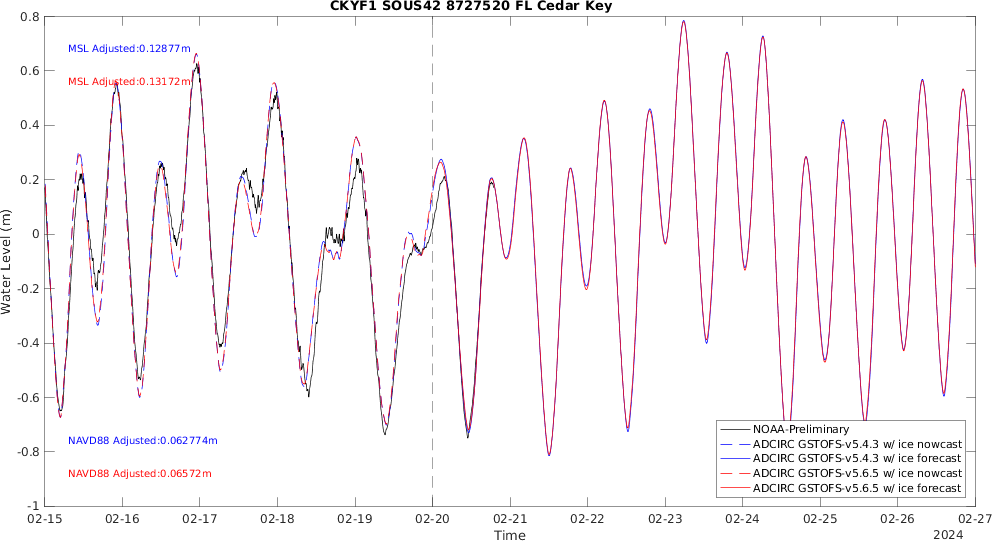 CKYF1 SOUS42 8727520 FL Cedar Key
0.8
0.6
0.4
0.2
0
-0.2
-0.4
-0.6
-0.8
-1
Water Level (m)
MSL Adjusted:0.12877m
MSL Adjusted:0.13172m
NAVD88 Adjusted:0.062774m
NAVD88 Adjusted:0.06572m
NOAA-Preliminary
ADCIRC GSTOFS-v5.4.3 w/ ice nowcast
ADCIRC GSTOFS-v5.4.3 w/ ice forecast
ADCIRC GSTOFS-v5.6.5 w/ ice nowcast
ADCIRC GSTOFS-v5.6.5 w/ ice forecast
02-15 02-16 02-17 02-18 02-19 02-20 02-21 02-22 02-23 02-24 02-25 02-26 02-27
Time
2024